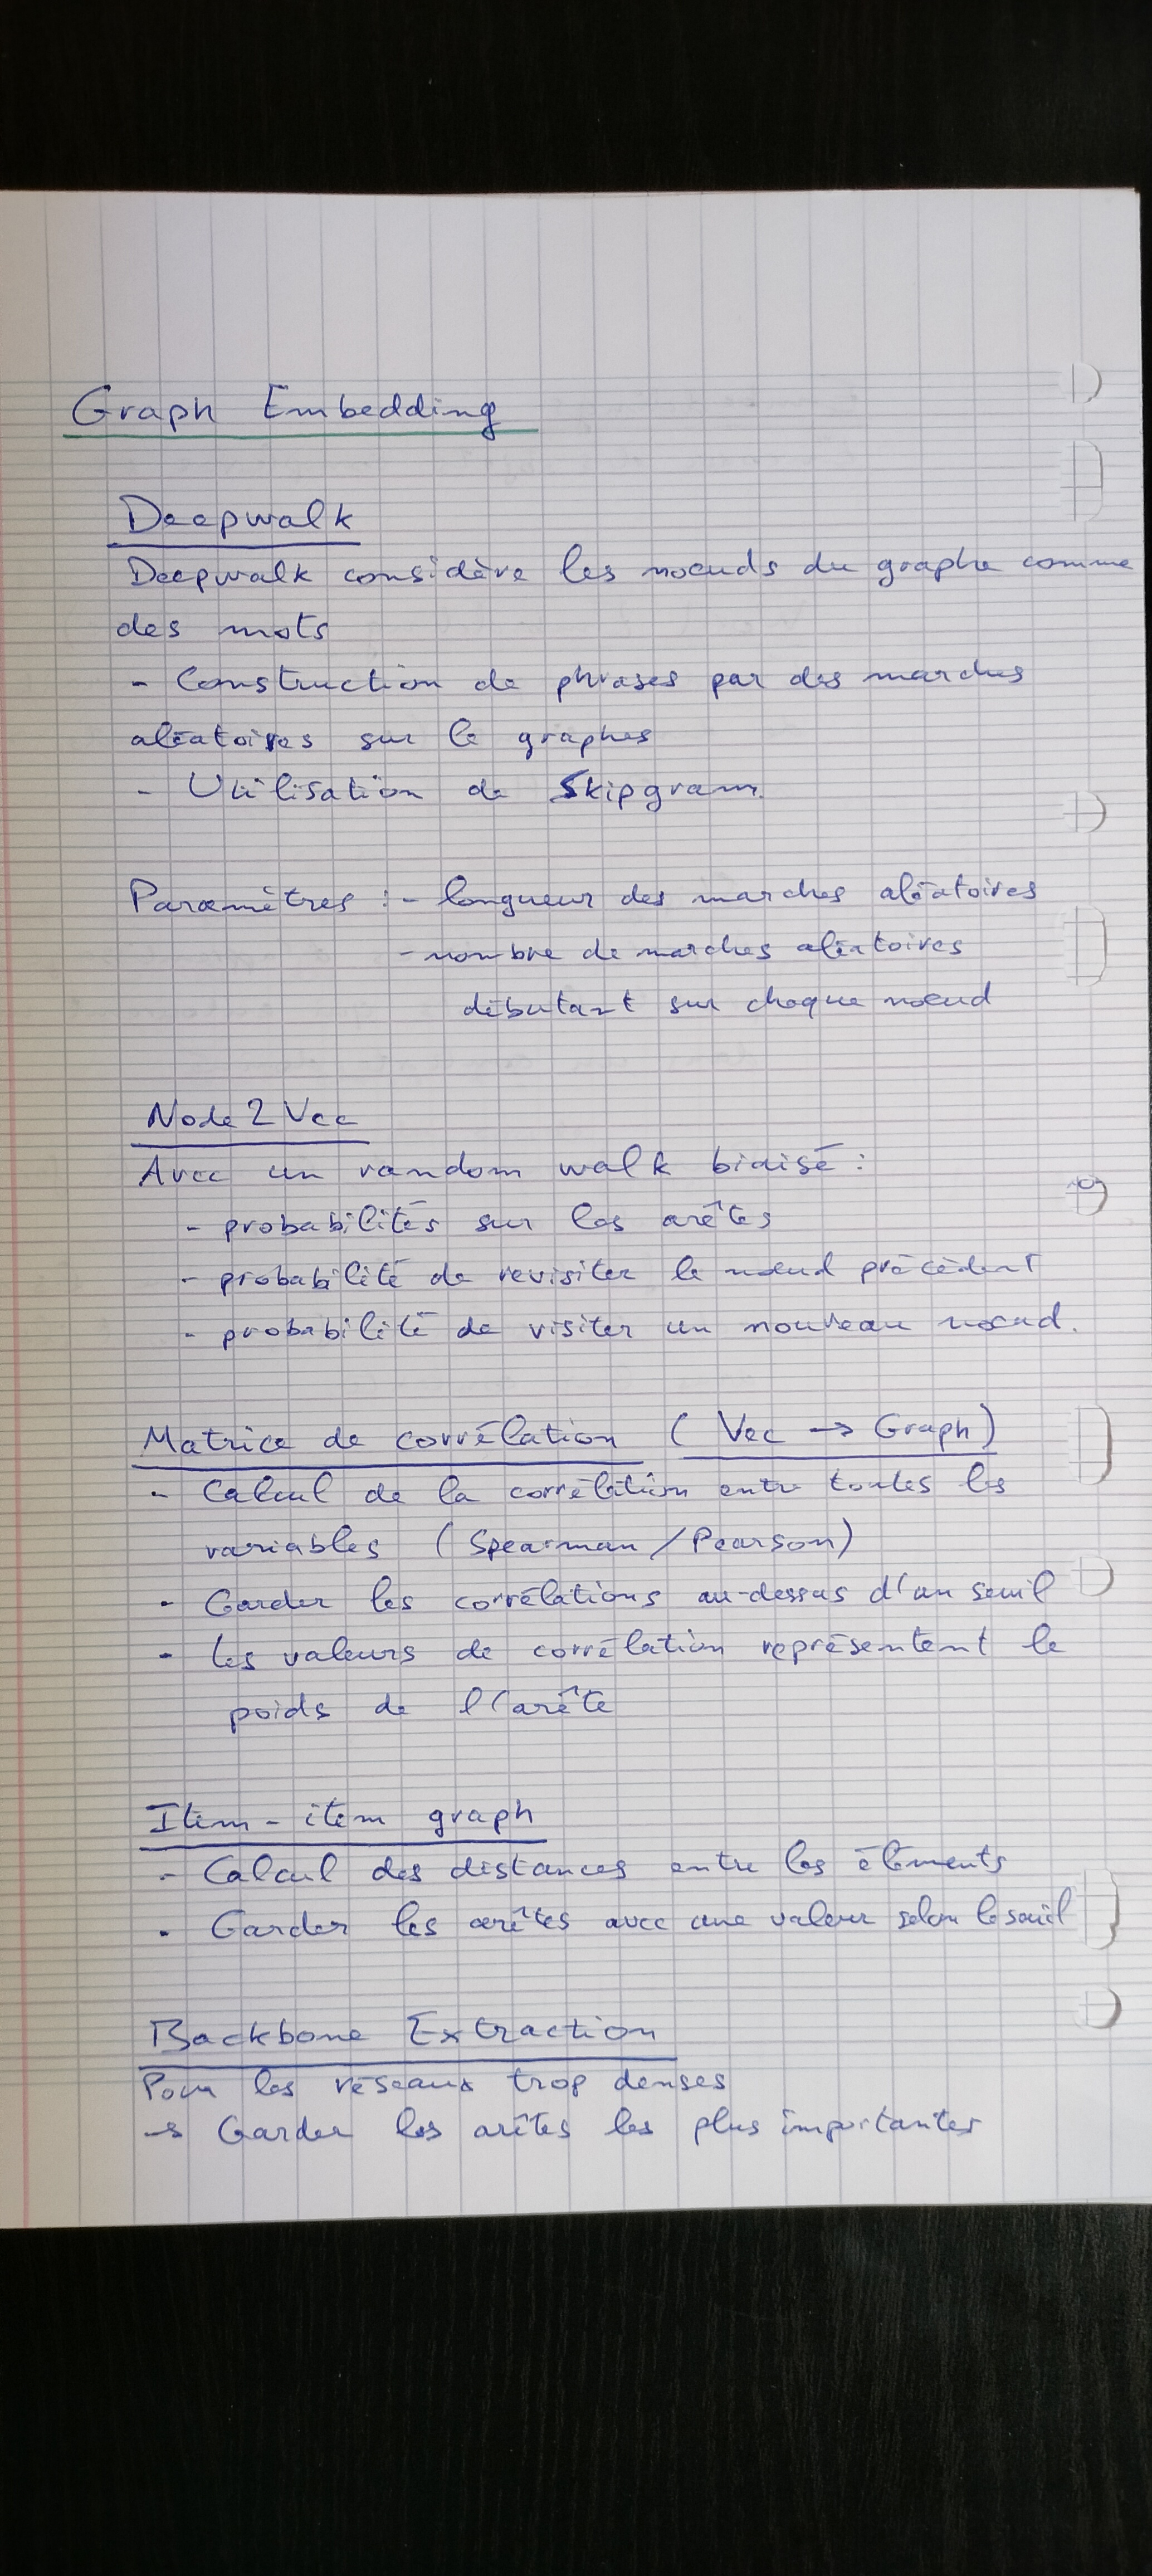 Graph Embedding
Deepwalk
Deepwalk considère les noeuds du graphe comme
des mots
- Construction de phrases par des marches
aléatoires sur le graphes
- Utilisation de Skipgram.
Paramètres : - longueur des marches aléatoires
- nombre de marches aléatoires
débutant sur chaque noeud
Node 2 Vec
Avec un random walk biaisé :
- probabilités sur les arêtes
- probabilité de revisiter le noeud précédent
- probabilité de visiter un nouveau noeud.
Matrice de corrélation (Vec → Graph)
- Calcul de la corrélation entre toutes les
variables (Spearman / Pearson)
- Garder les corrélations au-dessus d'un seuil
- Les valeurs de corrélation représentent le
poids de l'arête
Item - item graph
- Calcul des distances entre les éléments
- Garder les arêtes avec une valeur selon le seuil
Backbone Extraction
Pour les réseaux trop denses
→ Garder les arêtes les plus importantes